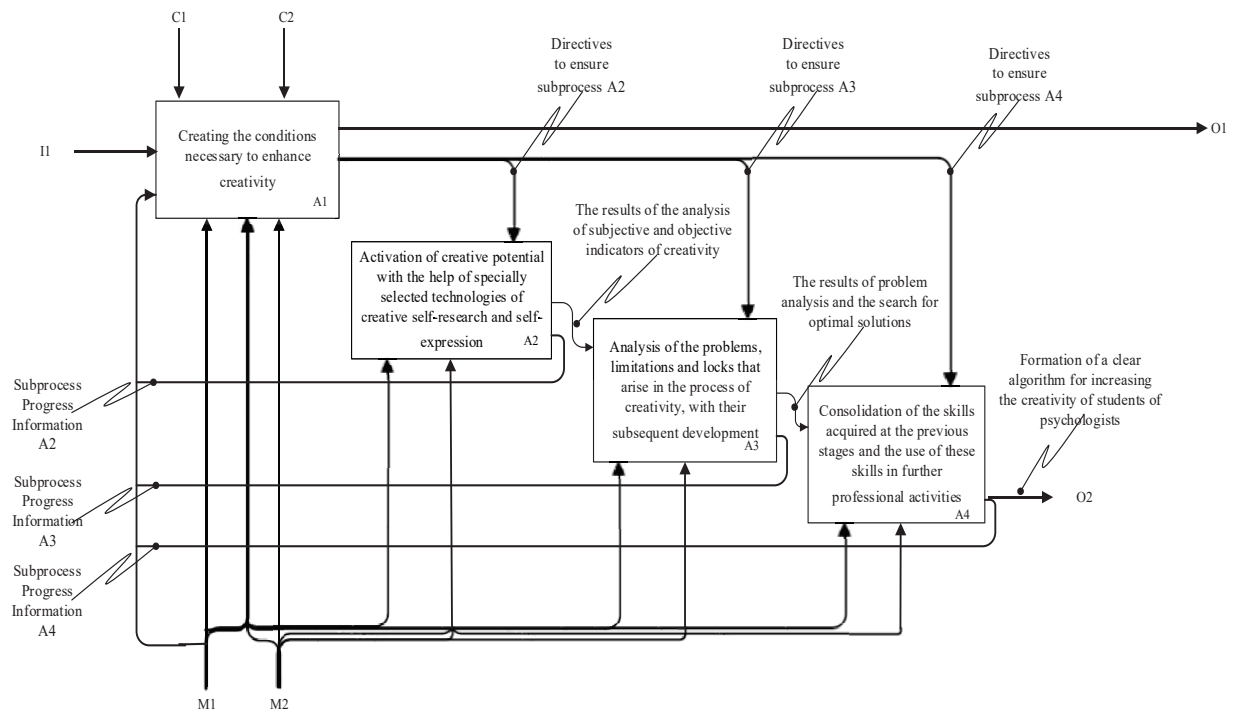 C1
C2
Directives
to ensure
subprocess A2
Directives
to ensure
subprocess A3
Directives
to ensure
subprocess A4
I1
Creating the conditions
necessary to enhance
creativity
A1
O1
The results of the analysis
of subjective and objective
indicators of creativity
Activation of creative potential
with the help of specially
selected technologies of
creative self-research and self-
expression
A2
The results of problem
analysis and the search for
optimal solutions
Analysis of the problems,
limitations and locks that
arise in the process of
creativity, with their
subsequent development
A3
Formation of a clear
algorithm for increasing
the creativity of students of
psychologists
Consolidation of the skills
acquired at the previous
stages and the use of these
skills in further
professional activities
A4
O2
Subprocess
Progress
Information
A2
Subprocess
Progress
Information
A3
Subprocess
Progress
Information
A4
M1
M2